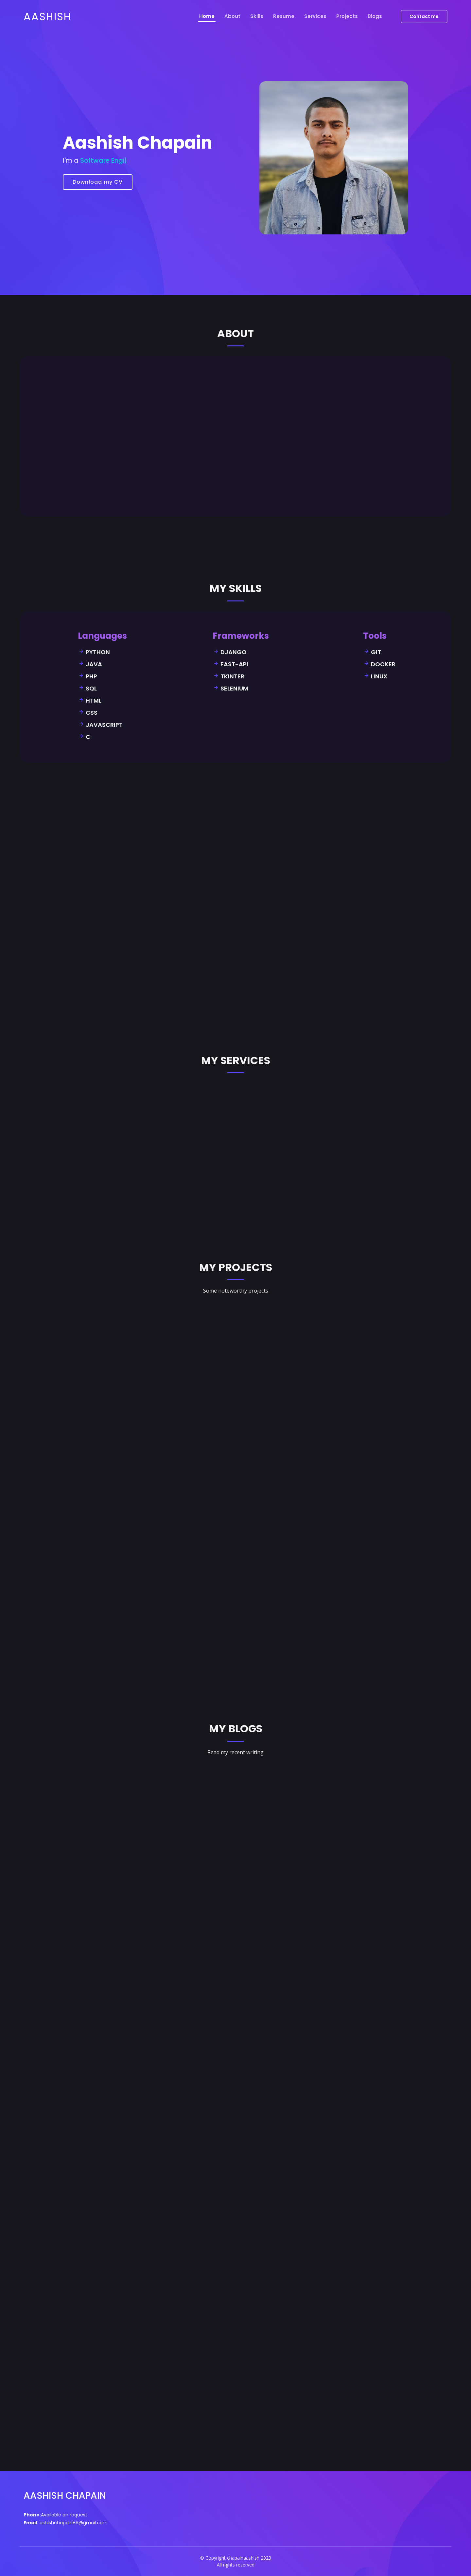 AASHISH
Home About Skills Resume Services Projects Blogs Contact me
Aashish Chapain
I'm a Software Engi|
Download my CV
ABOUT
MY SKILLS
Languages
PYTHON
JAVA
PHP
SQL
HTML
CSS
JAVASCRIPT
C
Frameworks
DJANGO
FAST-API
TKINTER
SELENIUM
Tools
GIT
DOCKER
LINUX
MY SERVICES
MY PROJECTS
Some noteworthy projects
MY BLOGS
Read my recent writing
AASHISH CHAPAIN
Phone:Available on request
Email:
© Copyright chapainaashish 2023
All rights reserved